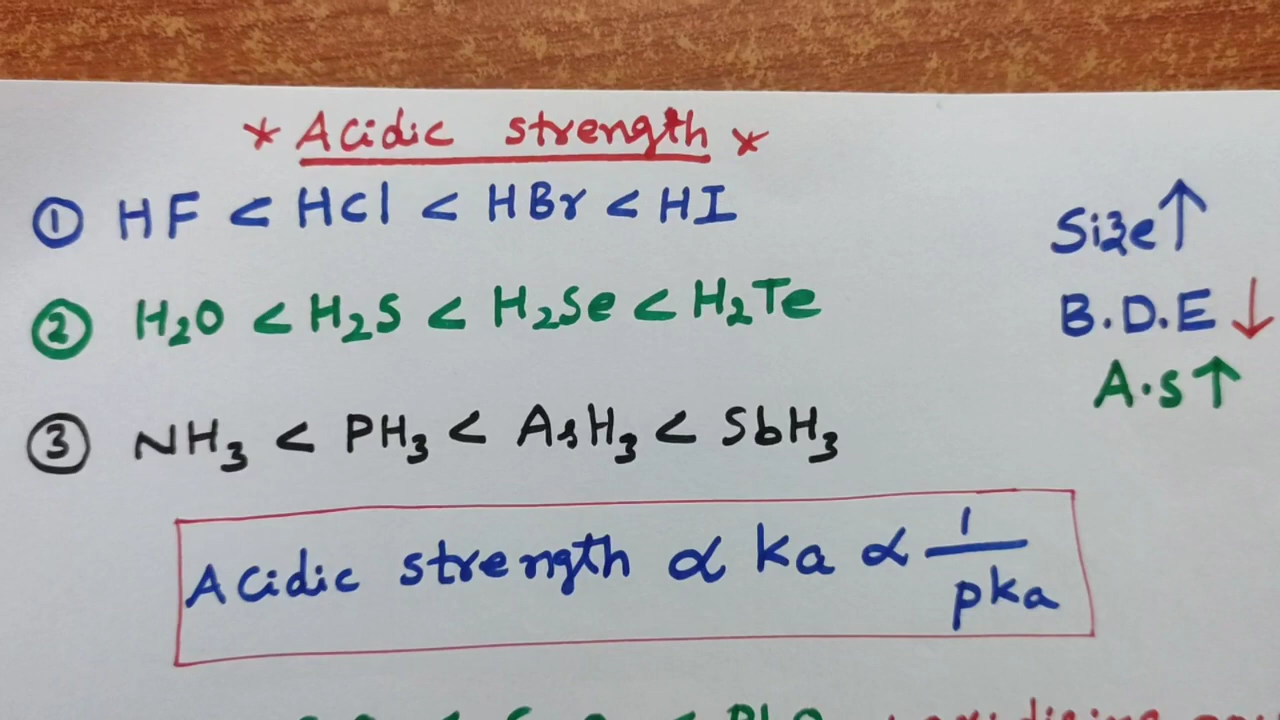 * Acidic strength *
① HF < HCl < HBr < HI
Size ↑
② H₂O < H₂S < H₂Se < H₂Te
B.D.E ↓
A.S ↑
③ NH₃ < PH₃ < AsH₃ < SbH₃
Acidic strength ∝ ka ∝ 1/pka